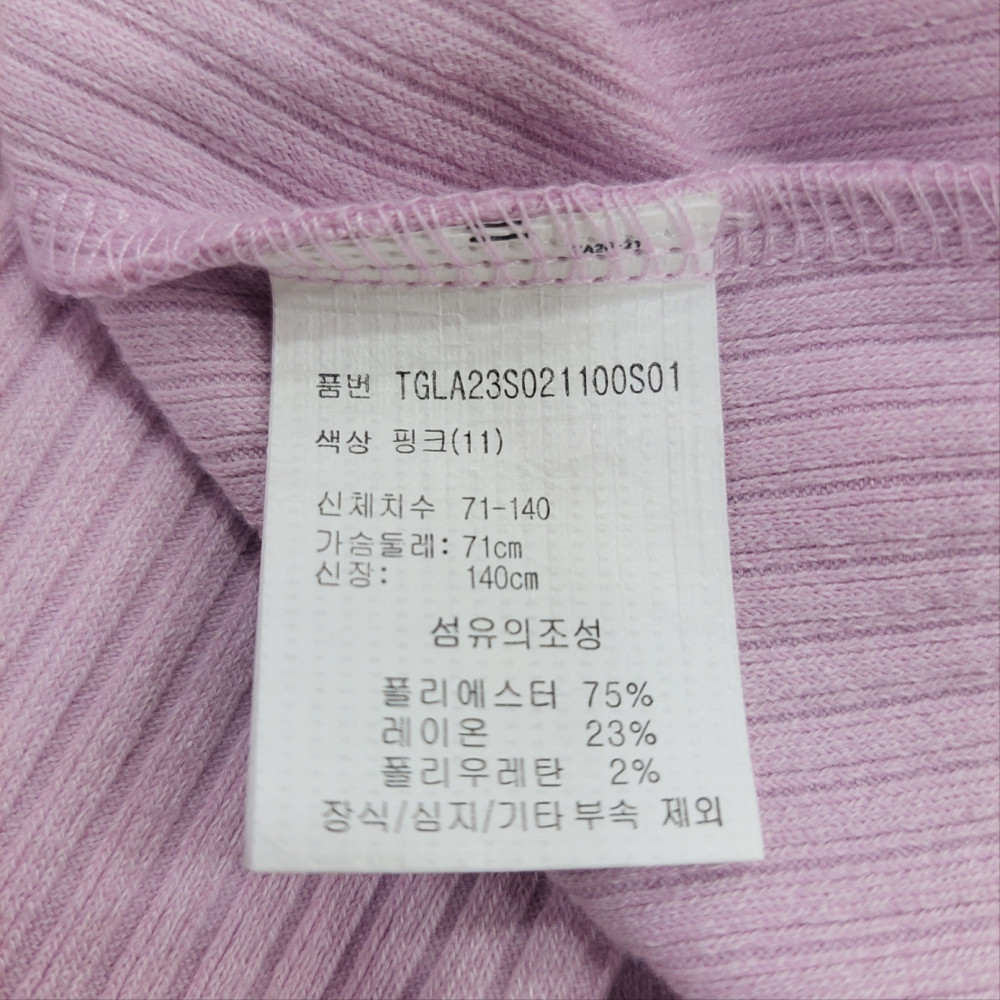 품번 TGLA23S021100S01
색상 핑크(11)
신체치수 71-140
가슴둘레: 71cm
신장: 140cm
섬유의조성
폴리에스터 75%
레이온 23%
폴리우레탄 2%
장식/심지/기타부속 제외